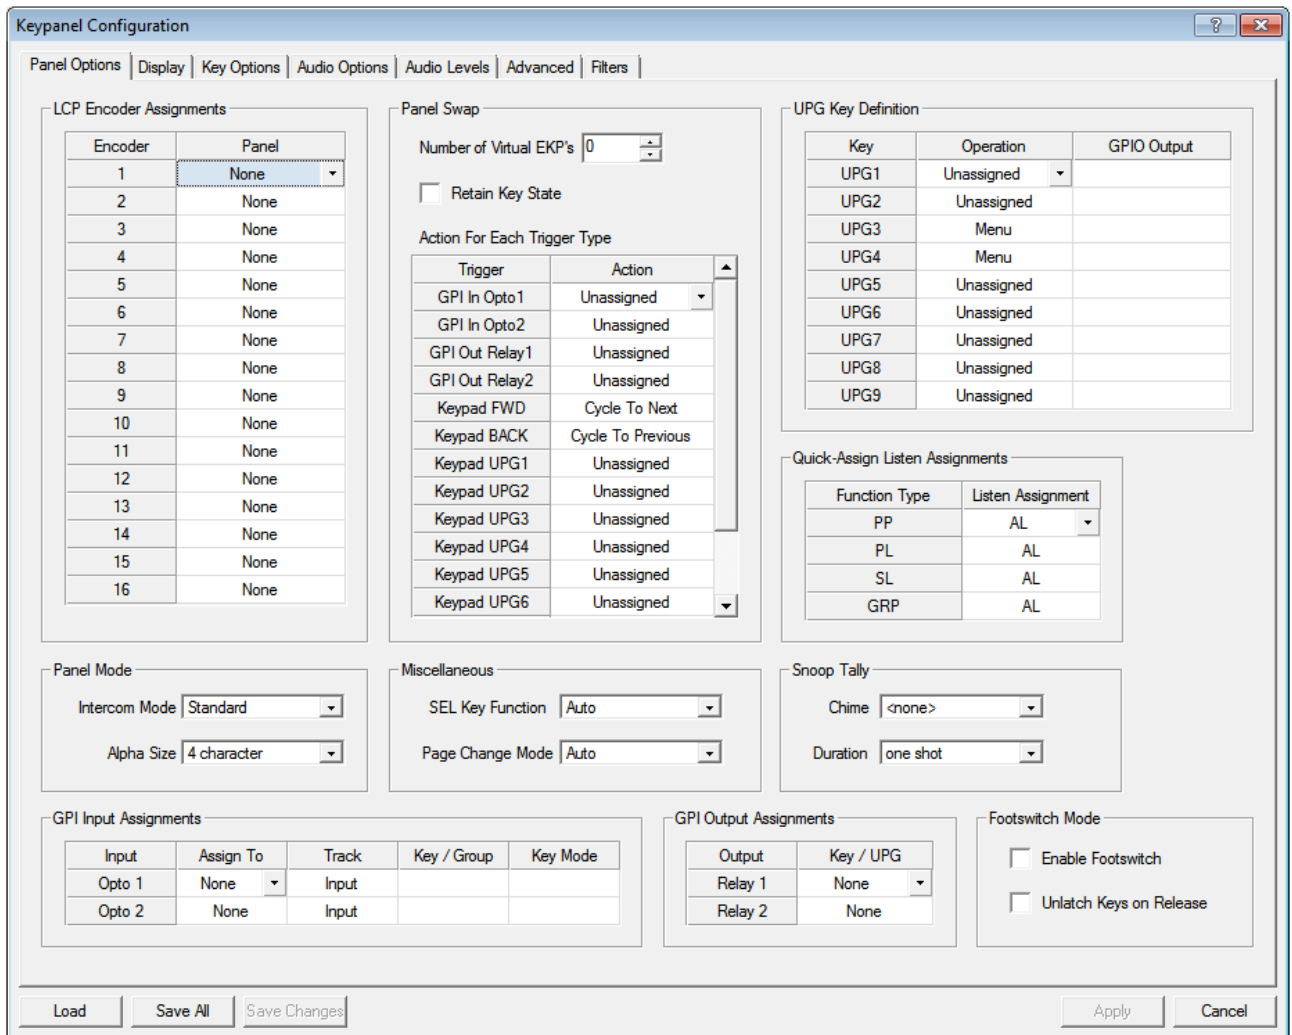 Keypanel Configuration
?
Panel Options Display Key Options Audio Options Audio Levels Advanced Filters
LCP Encoder Assignments
Encoder Panel
1 None
2 None
3 None
4 None
5 None
6 None
7 None
8 None
9 None
10 None
11 None
12 None
13 None
14 None
15 None
16 None
Panel Swap
Number of Virtual EKP's 0
Retain Key State
Action For Each Trigger Type
Trigger Action
GPI In Opto1 Unassigned
GPI In Opto2 Unassigned
GPI Out Relay1 Unassigned
GPI Out Relay2 Unassigned
Keypad FWD Cycle To Next
Keypad BACK Cycle To Previous
Keypad UPG1 Unassigned
Keypad UPG2 Unassigned
Keypad UPG3 Unassigned
Keypad UPG4 Unassigned
Keypad UPG5 Unassigned
Keypad UPG6 Unassigned
UPG Key Definition
Key Operation GPIO Output
UPG1 Unassigned
UPG2 Unassigned
UPG3 Menu
UPG4 Menu
UPG5 Unassigned
UPG6 Unassigned
UPG7 Unassigned
UPG8 Unassigned
UPG9 Unassigned
Quick-Assign Listen Assignments
Function Type Listen Assignment
PP AL
PL AL
SL AL
GRP AL
Panel Mode
Intercom Mode Standard
Alpha Size 4 character
Miscellaneous
SEL Key Function Auto
Page Change Mode Auto
Snoop Tally
Chime <none>
Duration one shot
GPI Input Assignments
Input Assign To Track Key / Group Key Mode
Opto 1 None Input
Opto 2 None Input
GPI Output Assignments
Output Key / UPG
Relay 1 None
Relay 2 None
Footswitch Mode
Enable Footswitch
Unlatch Keys on Release
Load Save All Save Changes Apply Cancel